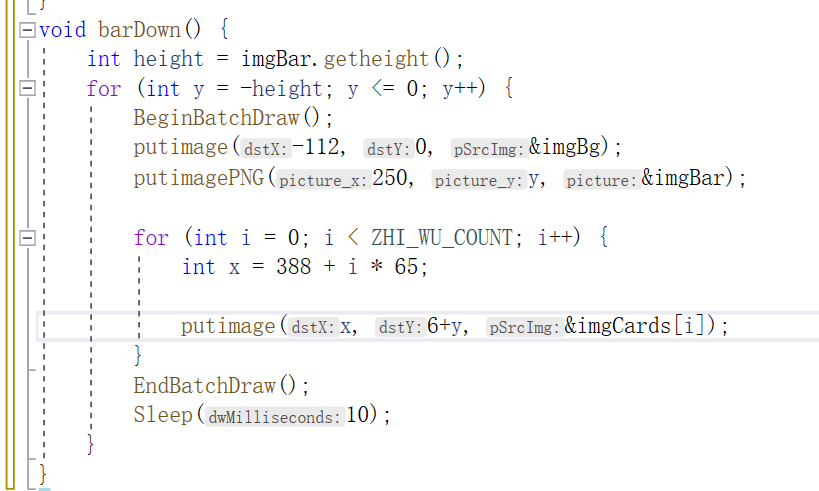 }
void barDown() {
    int height = imgBar.getheight();
    for (int y = -height; y <= 0; y++) {
        BeginBatchDraw();
        putimage(dstX:-112, dstY:0, pSrcImg:&imgBg);
        putimagePNG(picture_x:250, picture_y:y, picture:&imgBar);

        for (int i = 0; i < ZHI_WU_COUNT; i++) {
            int x = 388 + i * 65;

            putimage(dstX:x, dstY:6+y, pSrcImg:&imgCards[i]);
        }
        EndBatchDraw();
        Sleep(dwMilliseconds:10);
    }
}